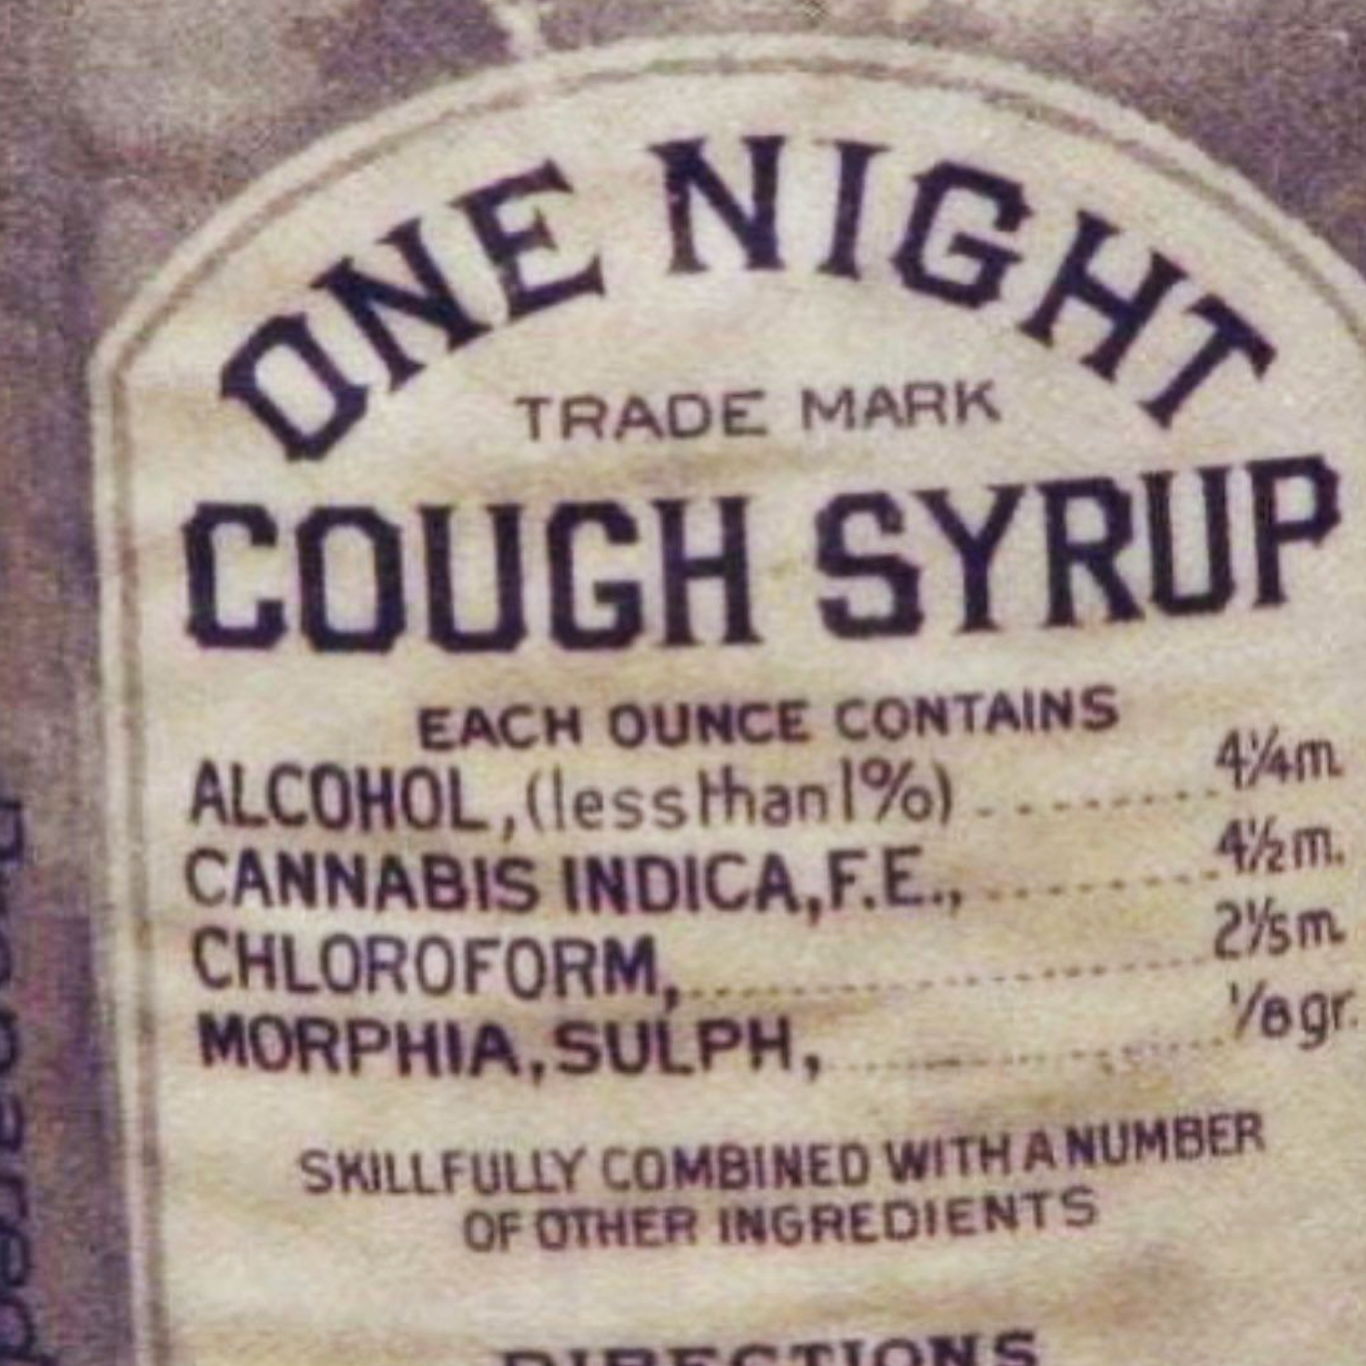 ONE NIGHT
TRADE MARK
COUGH SYRUP
EACH OUNCE CONTAINS
ALCOHOL, (less than 1%) ........... 4¼m.
CANNABIS INDICA, F.E., ........... 4½m.
CHLOROFORM, ........................ 2⅕m.
MORPHIA, SULPH, .................. ⅛gr.
SKILLFULLY COMBINED WITH A NUMBER
OF OTHER INGREDIENTS
DIRECTIONS